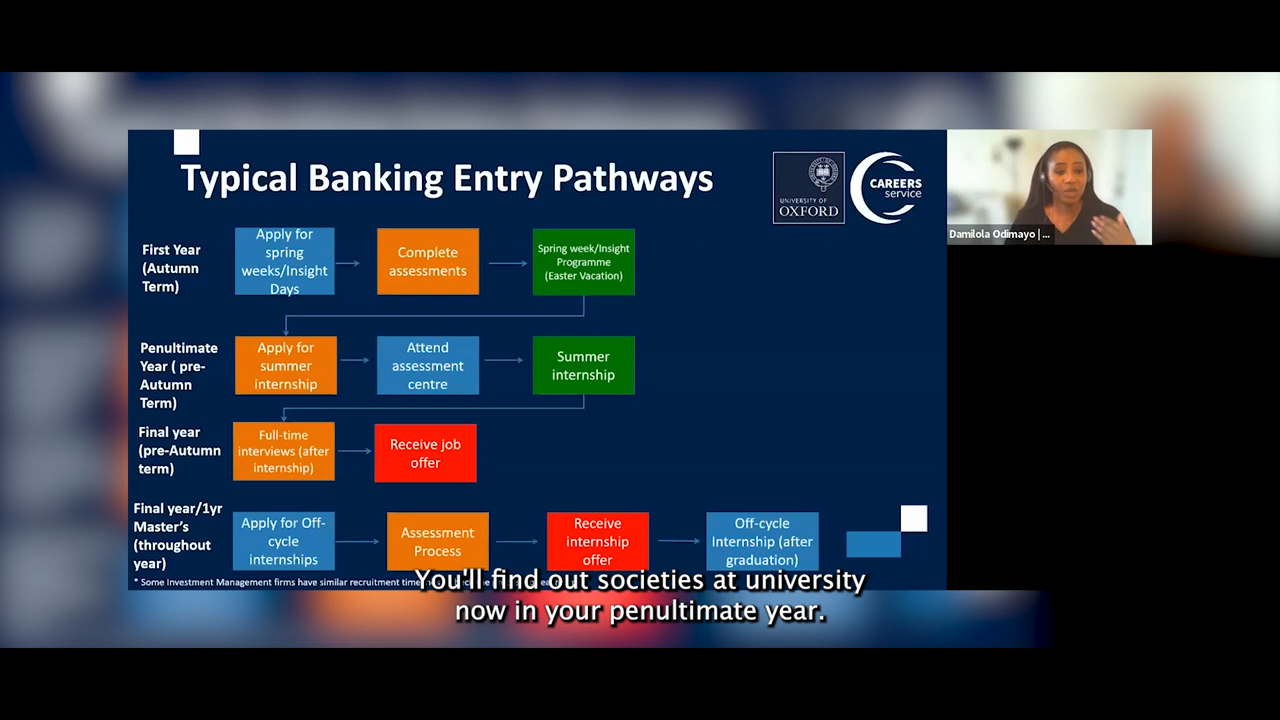 Typical Banking Entry Pathways
UNIVERSITY OF
OXFORD
CAREERS
service
Damilola Odimayo | ...
First Year
(Autumn
Term)
Apply for
spring
weeks/Insight
Days
Complete
assessments
Spring week/Insight
Programme
(Easter Vacation)
Penultimate
Year ( pre-
Autumn
Term)
Apply for
summer
internship
Attend
assessment
centre
Summer
internship
Final year
(pre-Autumn
term)
Full-time
interviews (after
internship)
Receive job
offer
Final year/1yr
Master's
(throughout
year)
Apply for Off-
cycle
internships
Assessment
Process
Receive
internship
offer
Off-cycle
Internship (after
graduation)
* Some Investment Management firms have similar recruitment
You'll find out societies at university
now in your penultimate year.